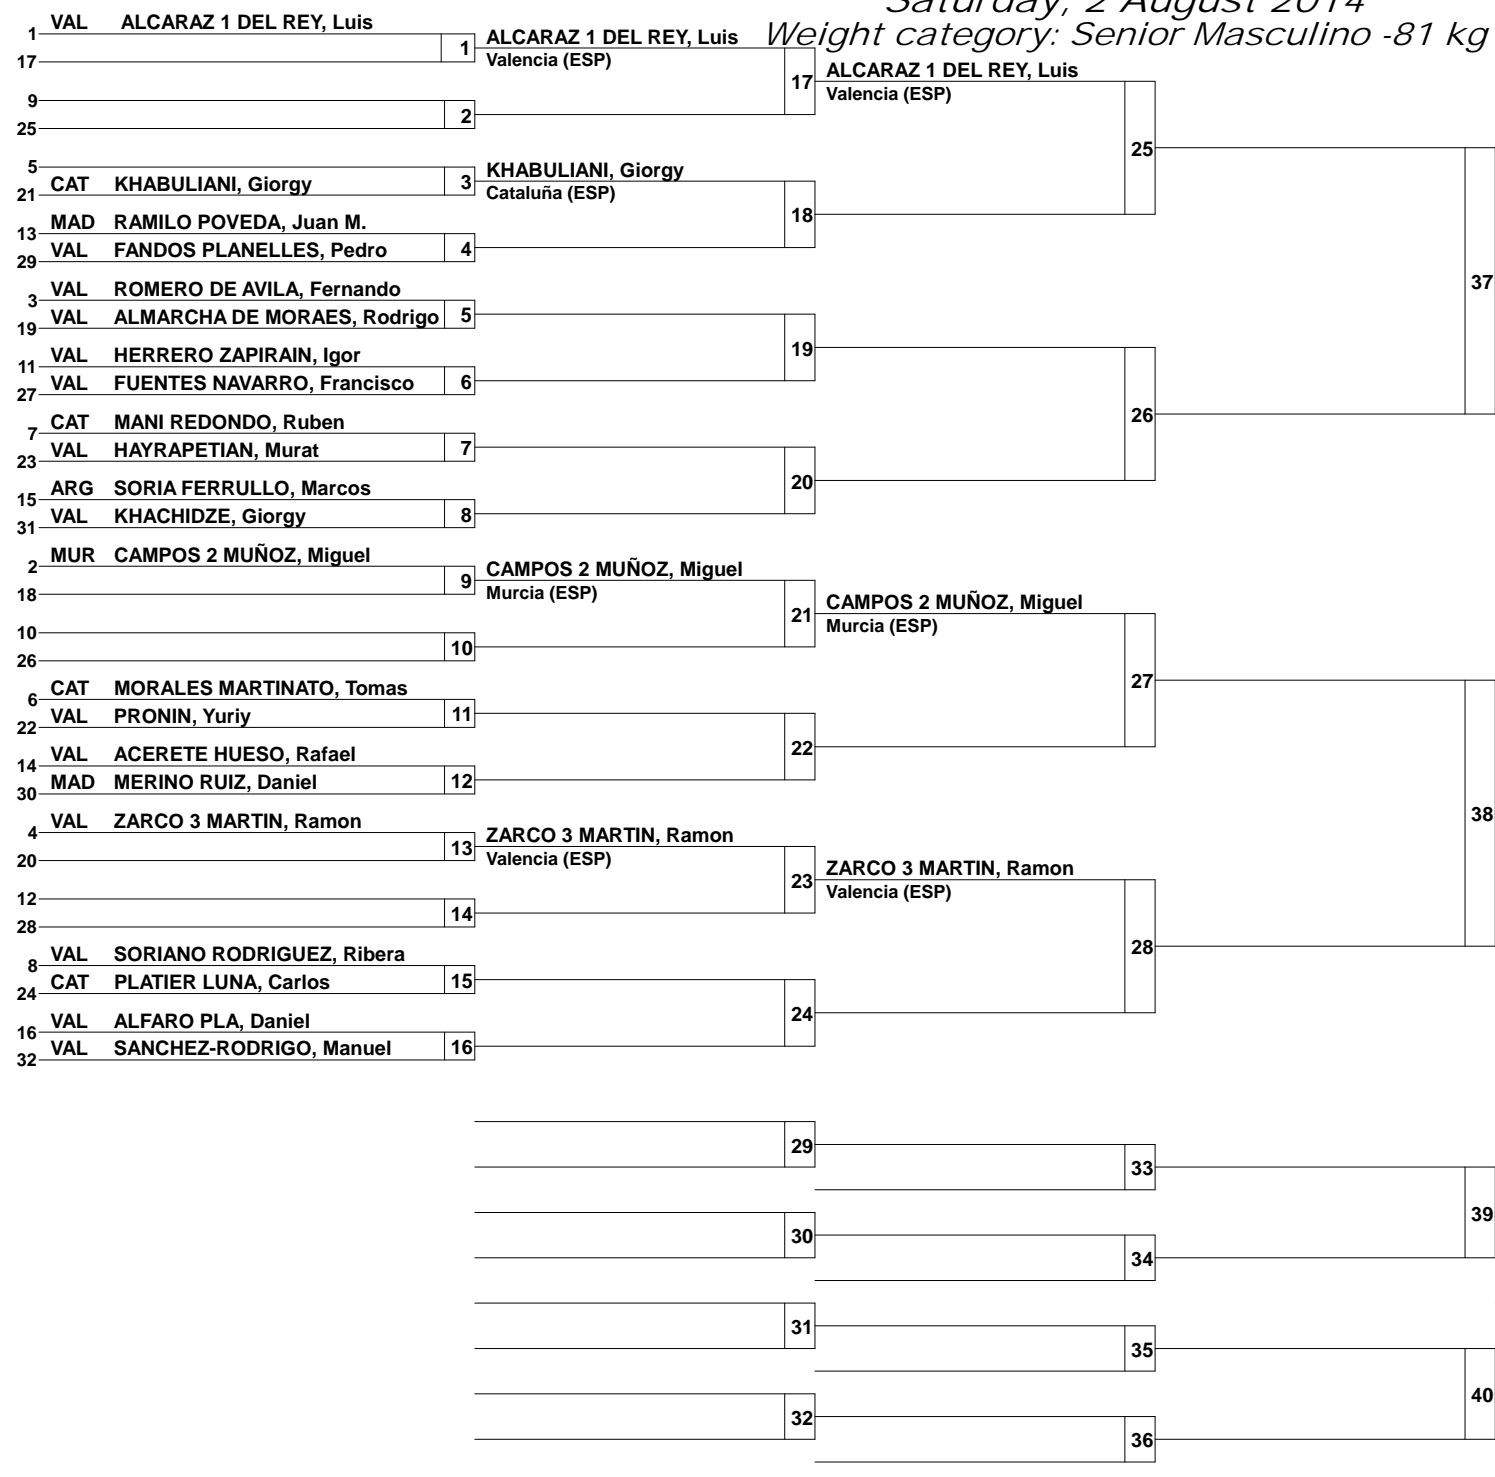 Saturday, 2 August 2014
Weight category: Senior Masculino -81 kg
1 VAL ALCARAZ 1 DEL REY, Luis
17
1
ALCARAZ 1 DEL REY, Luis
Valencia (ESP)
17
ALCARAZ 1 DEL REY, Luis
Valencia (ESP)
9
25
2
25
5
21 CAT KHABULIANI, Giorgy
3
KHABULIANI, Giorgy
Cataluña (ESP)
18
13 MAD RAMILO POVEDA, Juan M.
29 VAL FANDOS PLANELLES, Pedro
4
37
3 VAL ROMERO DE AVILA, Fernando
19 VAL ALMARCHA DE MORAES, Rodrigo
5
19
11 VAL HERRERO ZAPIRAIN, Igor
27 VAL FUENTES NAVARRO, Francisco
6
26
7 CAT MANI REDONDO, Ruben
23 VAL HAYRAPETIAN, Murat
7
20
15 ARG SORIA FERRULLO, Marcos
31 VAL KHACHIDZE, Giorgy
8
2 MUR CAMPOS 2 MUÑOZ, Miguel
18
9
CAMPOS 2 MUÑOZ, Miguel
Murcia (ESP)
21
CAMPOS 2 MUÑOZ, Miguel
Murcia (ESP)
10
26
10
27
6 CAT MORALES MARTINATO, Tomas
22 VAL PRONIN, Yuriy
11
22
14 VAL ACERETE HUESO, Rafael
30 MAD MERINO RUIZ, Daniel
12
38
4 VAL ZARCO 3 MARTIN, Ramon
20
13
ZARCO 3 MARTIN, Ramon
Valencia (ESP)
23
ZARCO 3 MARTIN, Ramon
Valencia (ESP)
12
28
14
28
8 VAL SORIANO RODRIGUEZ, Ribera
24 CAT PLATIER LUNA, Carlos
15
24
16 VAL ALFARO PLA, Daniel
32 VAL SANCHEZ-RODRIGO, Manuel
16
29
33
39
30
34
31
35
40
32
36